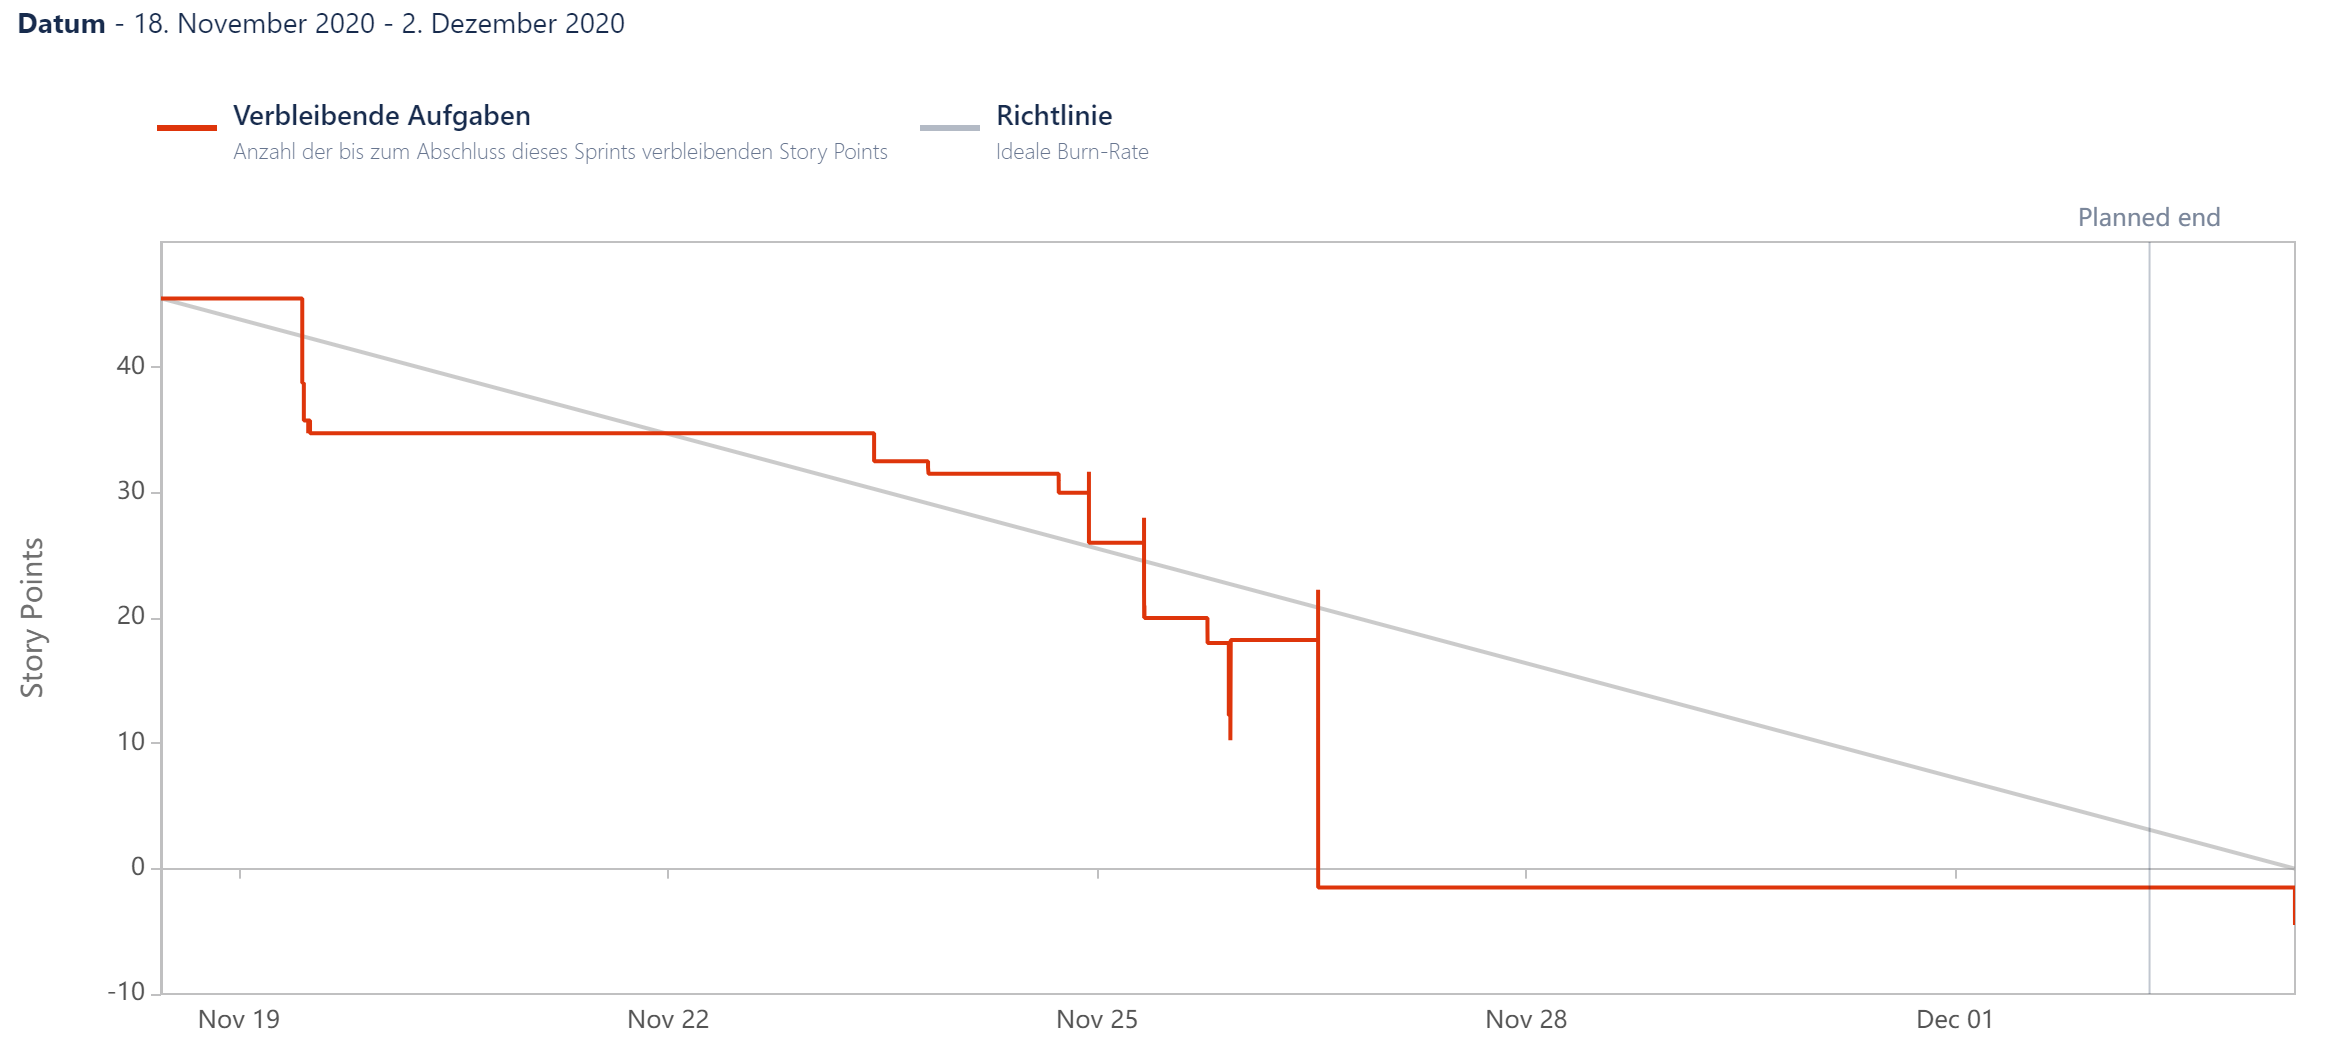 Datum - 18. November 2020 - 2. Dezember 2020
Verbleibende Aufgaben
Anzahl der bis zum Abschluss dieses Sprints verbleibenden Story Points
Richtlinie
Ideale Burn-Rate
Planned end
Story Points
40
30
20
10
0
-10
Nov 19
Nov 22
Nov 25
Nov 28
Dec 01